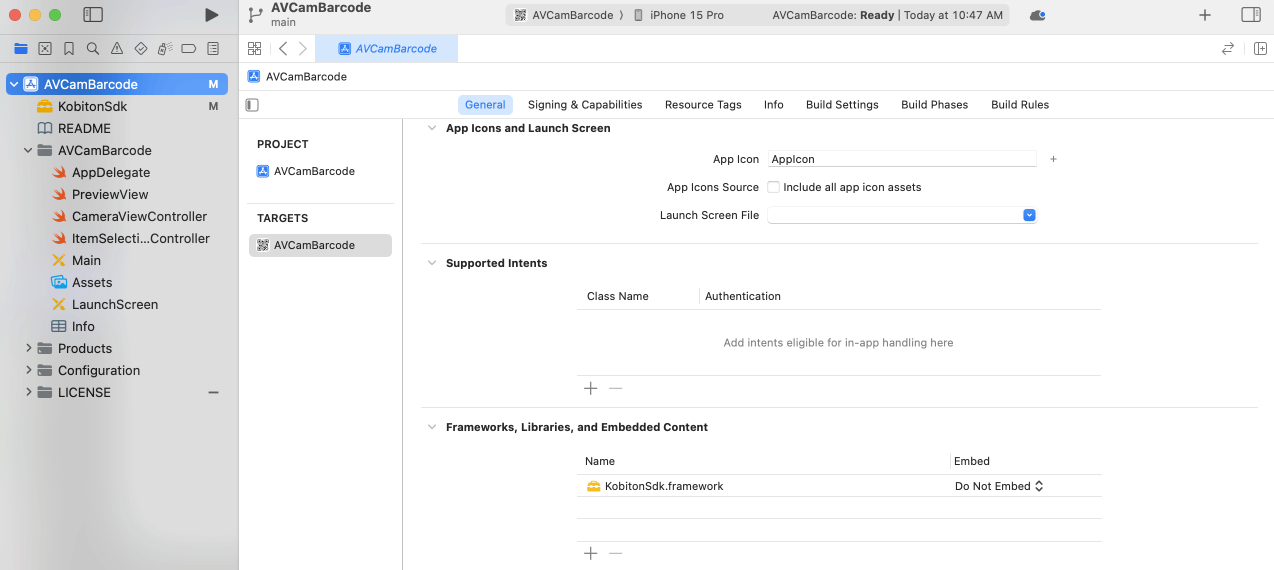 AVCamBarcode
main
AVCamBarcode 〉 iPhone 15 Pro
AVCamBarcode: Ready | Today at 10:47 AM
AVCamBarcode
AVCamBarcode M
KobitonSdk M
README
AVCamBarcode
AppDelegate
PreviewView
CameraViewController
ItemSelecti...Controller
Main
Assets
LaunchScreen
Info
Products
Configuration
LICENSE
AVCamBarcode
General Signing & Capabilities Resource Tags Info Build Settings Build Phases Build Rules
PROJECT
AVCamBarcode
TARGETS
AVCamBarcode
App Icons and Launch Screen
App Icon AppIcon
App Icons Source Include all app icon assets
Launch Screen File
Supported Intents
Class Name Authentication
Add intents eligible for in-app handling here
Frameworks, Libraries, and Embedded Content
Name Embed
KobitonSdk.framework Do Not Embed